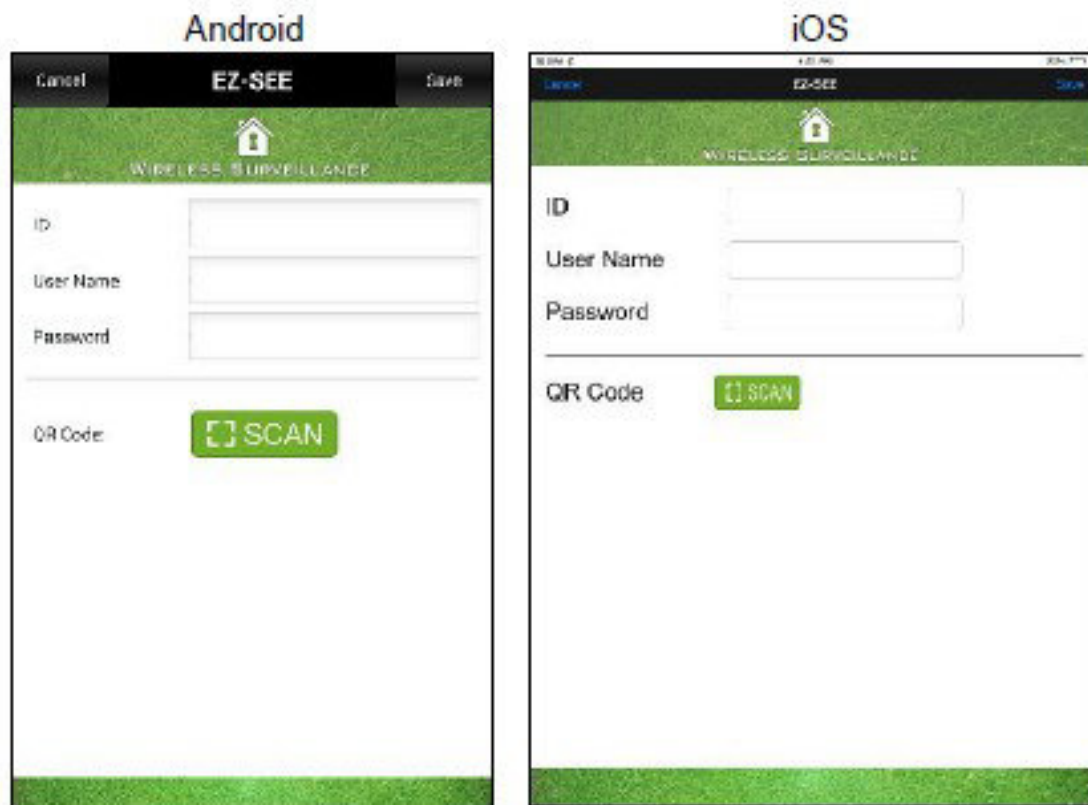 Android
Cancel EZ-SEE Save
WIRELESS SURVEILLANCE
ID
User Name
Password
QR Code:
SCAN
iOS
Cancel EZ-SEE Save
WIRELESS SURVEILLANCE
ID
User Name
Password
QR Code
SCAN